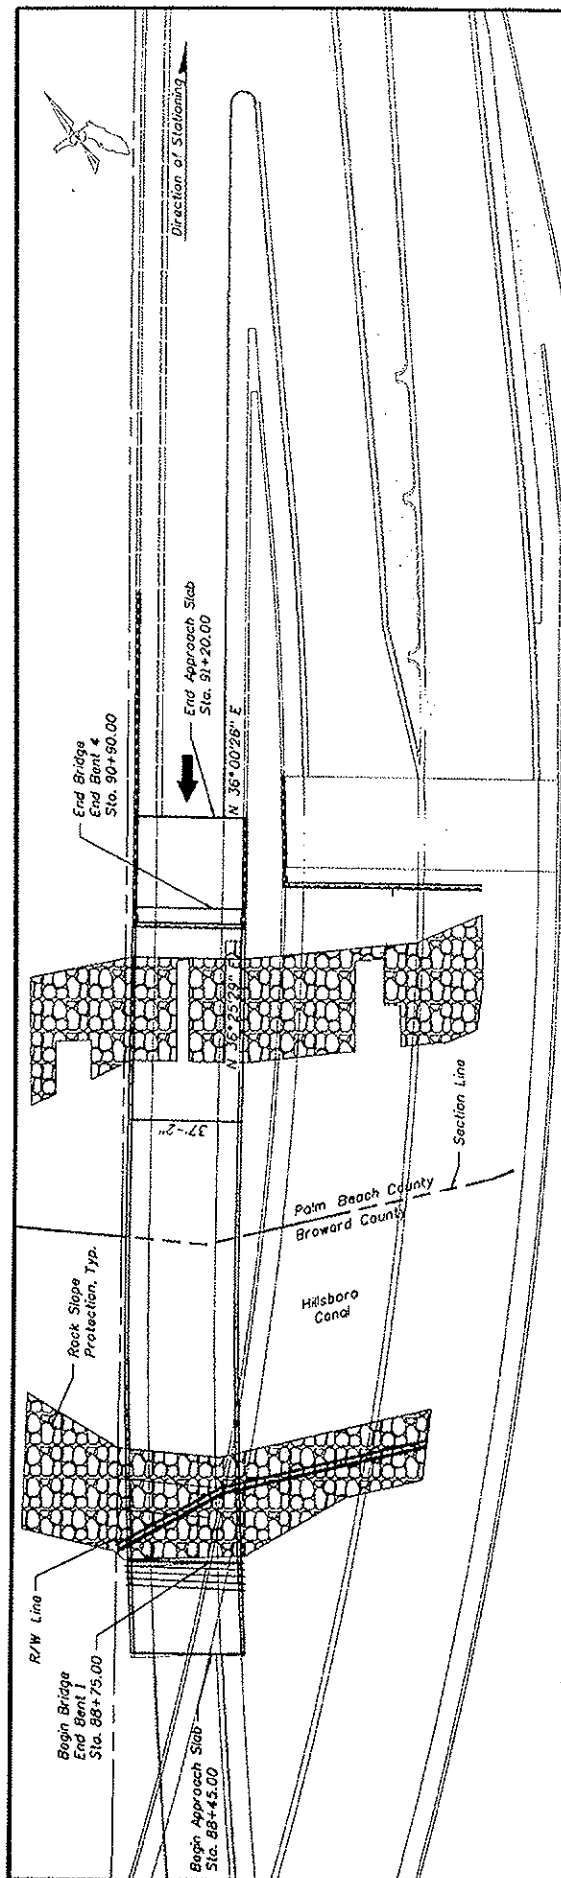 Direction of Stationing
End Approach Slab
Sta. 91+20.00
N 36°00'26" E
End Bridge
End Bent 4
Sta. 90+90.00
N 36°25'29" E
37'-2"
Section Line
Palm Beach County
Broward County
Hillsboro
Canal
Rock Slope
Protection, Typ.
R/W Line
Begin Bridge
End Bent 1
Sta. 88+75.00
Begin Approach Slab
Sta. 88+45.00